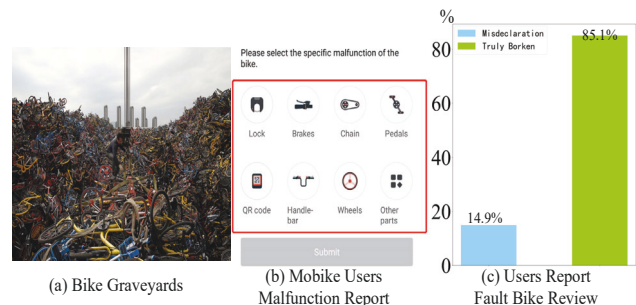 Please select the specific malfunction of the
bike.
Lock
Brakes
Chain
Pedals
QR code
Handle-
bar
Wheels
Other
parts
Submit
%
Misdeclaration
Truly Borken
85.1%
80
60
40
20
14.9%
0
(a) Bike Graveyards
(b) Mobike Users
Malfunction Report
(c) Users Report
Fault Bike Review